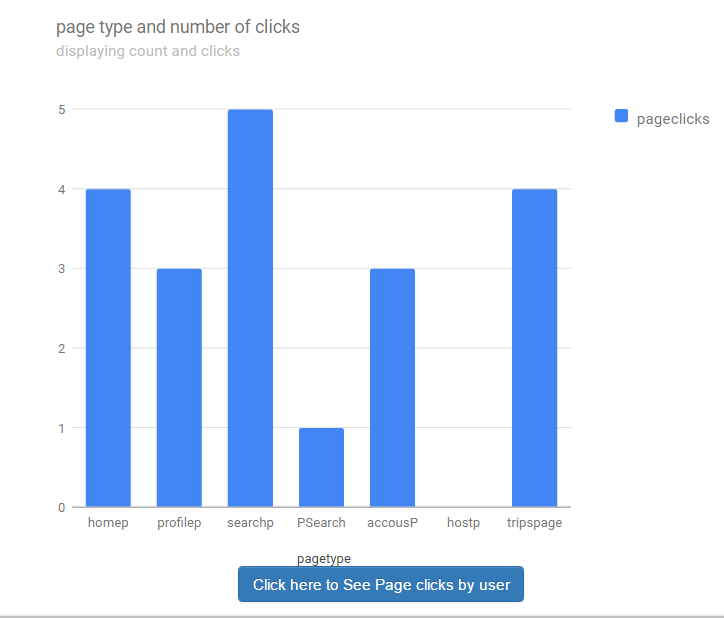 page type and number of clicks
displaying count and clicks
5
pageclicks
4
3
2
1
0
homep profilep searchp PSearch accousP hostp tripspage
pagetype
Click here to See Page clicks by user